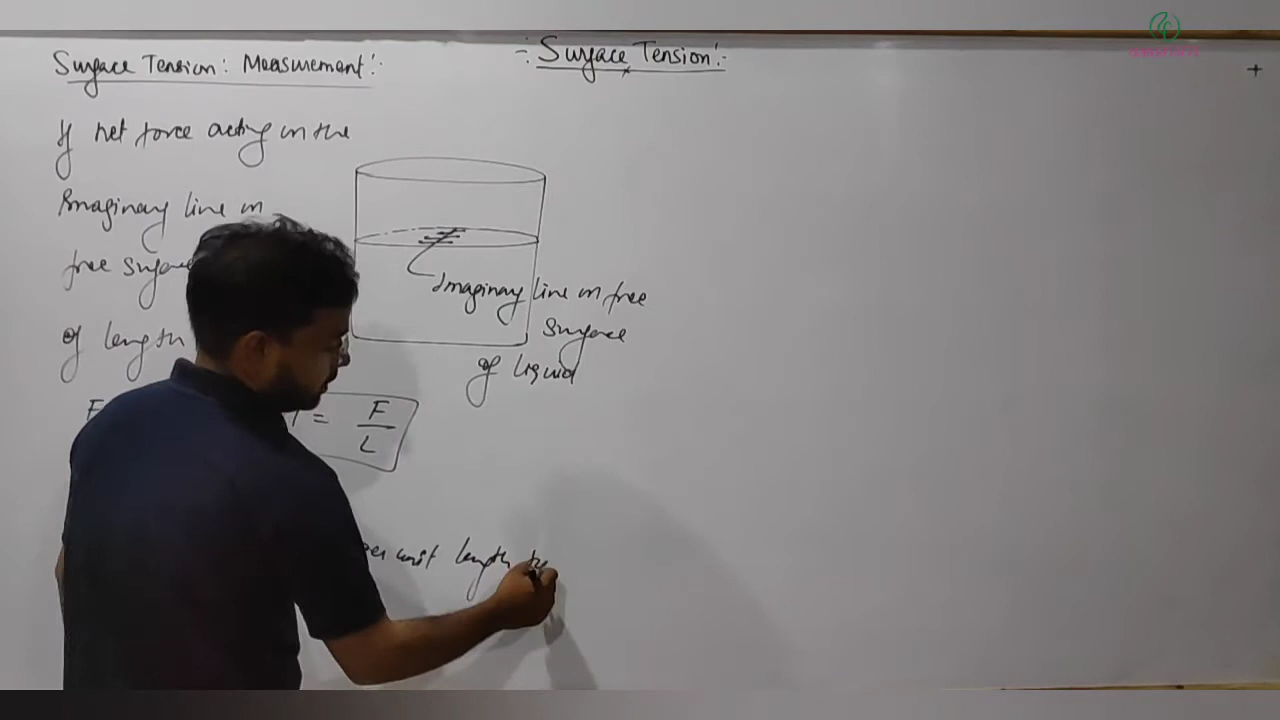 -: Surface Tension:-
Surface Tension: Measurement:-
If net force acting in the
Imaginary line in
free surface
of length
F
T = F / L
Imaginary line in free
surface
of liquid
per unit length
+